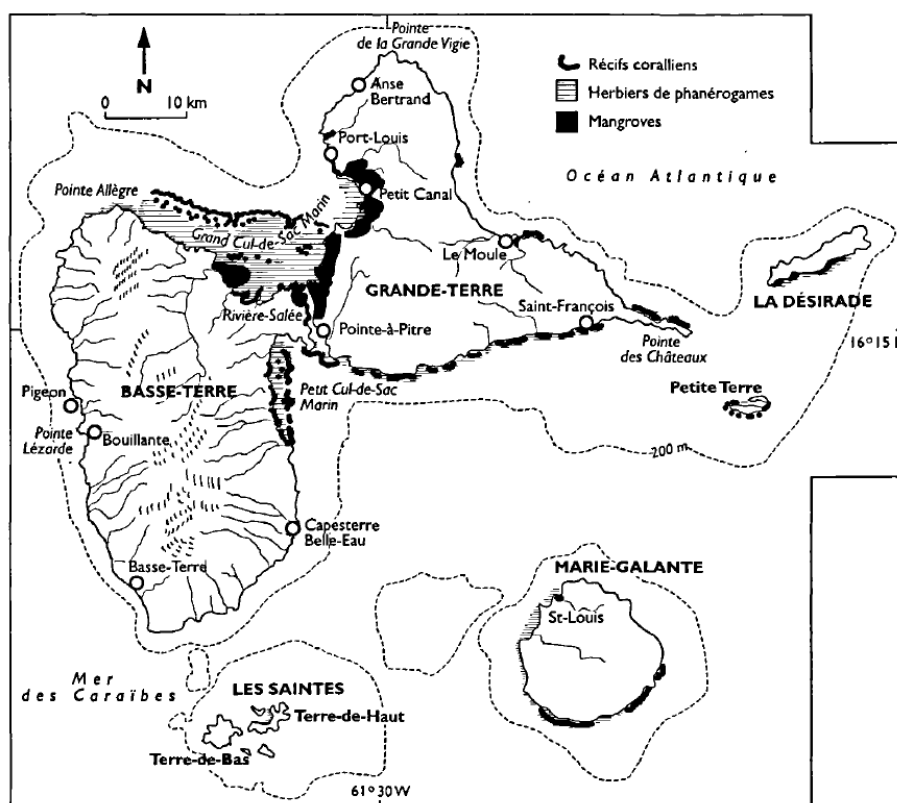 Pointe
de la Grande Vigie
N
0 10 km
Récifs coralliens
Herbiers de phanérogames
Mangroves
Anse
Bertrand
Port-Louis
Petit Canal
Océan Atlantique
Pointe Allègre
Grand Cul-de-Sac Marin
Le Moule
GRANDE-TERRE
LA DÉSIRADE
Rivière-Salée
Saint-François
Pointe-à-Pitre
Pointe
des Châteaux
16°15
BASSE-TERRE
Petit Cul-de-Sac
Marin
Petite Terre
Pigeon
Pointe
Lézarde
Bouillante
200 m
Capesterre
Belle-Eau
Basse-Terre
MARIE-GALANTE
St-Louis
Mer
des Caraïbes
LES SAINTES
Terre-de-Haut
Terre-de-Bas
61°30W